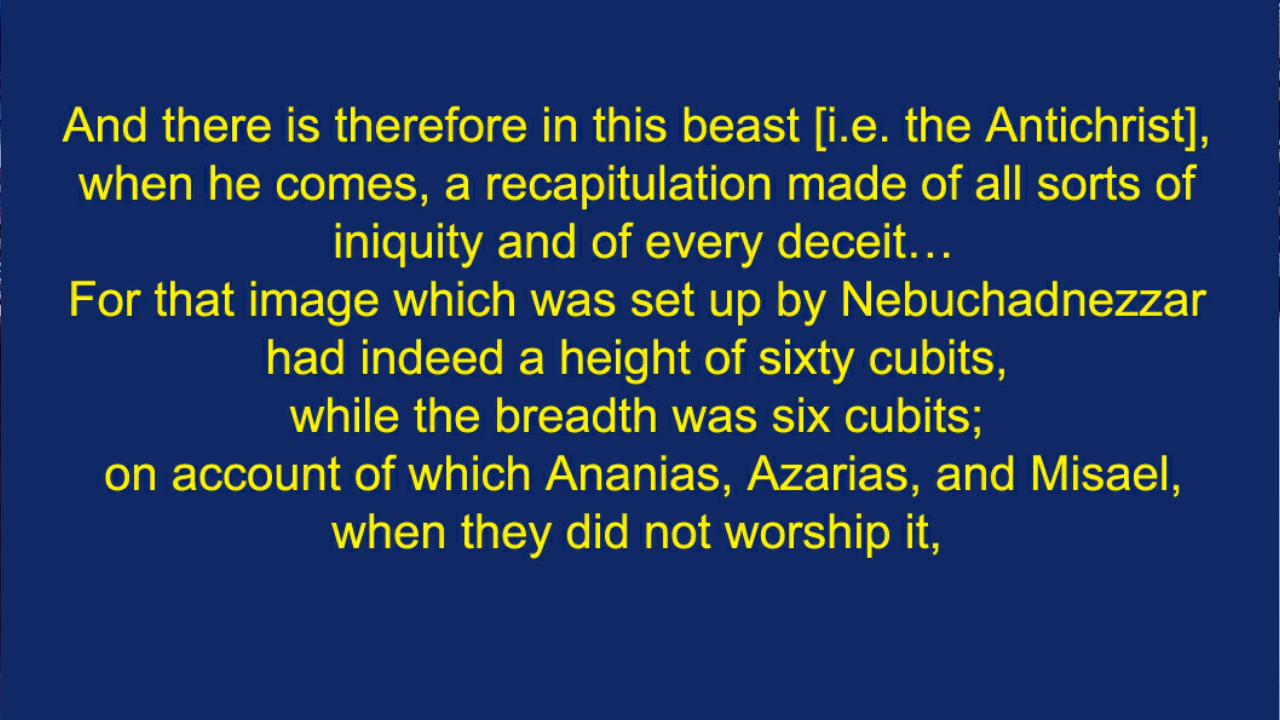 And there is therefore in this beast [i.e. the Antichrist],
when he comes, a recapitulation made of all sorts of
iniquity and of every deceit…
For that image which was set up by Nebuchadnezzar
had indeed a height of sixty cubits,
while the breadth was six cubits;
on account of which Ananias, Azarias, and Misael,
when they did not worship it,